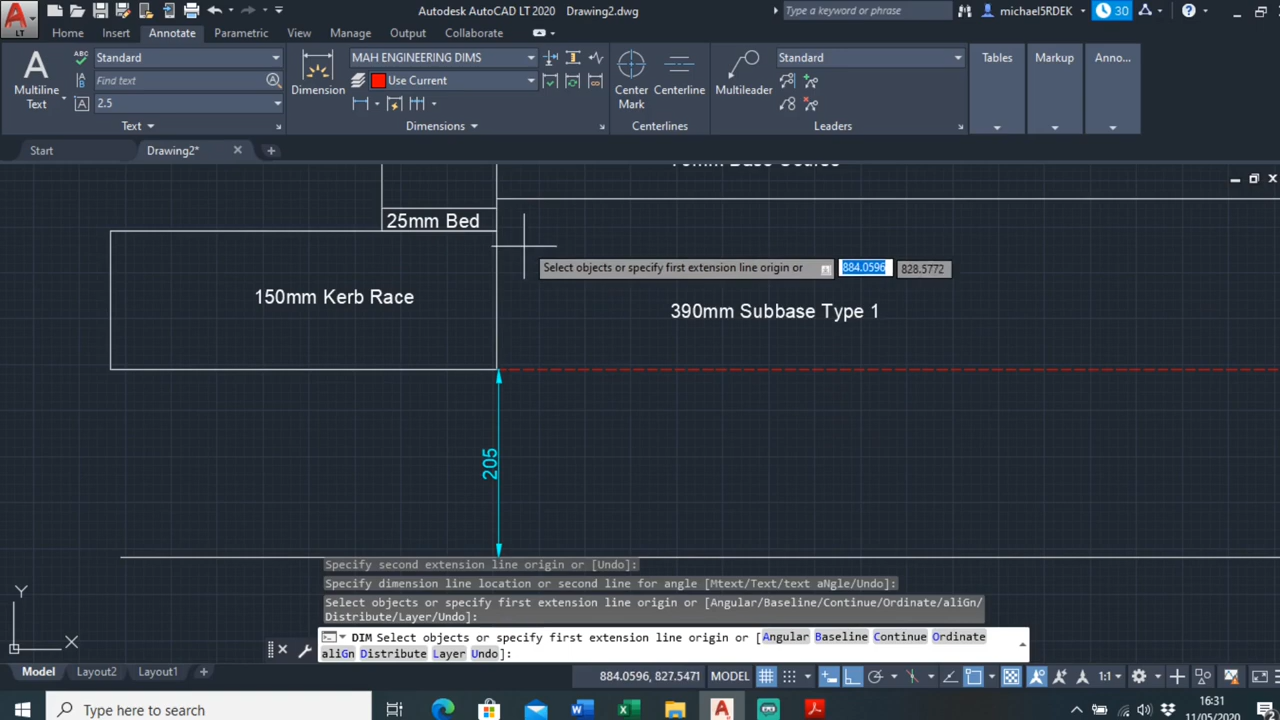 Autodesk AutoCAD LT 2020 Drawing2.dwg
Type a keyword or phrase
michael5RDEK
30
LT
Home Insert Annotate Parametric View Manage Output Collaborate
Standard
MAH ENGINEERING DIMS
Standard
Find text
Use Current
2.5
Multiline
Text
Dimension
Center
Mark
Centerline
Multileader
Tables
Markup
Anno...
Text
Dimensions
Centerlines
Leaders
Start
Drawing2*
25mm Bed
Select objects or specify first extension line origin or
884.0596
828.5772
150mm Kerb Race
390mm Subbase Type 1
205
Specify second extension line origin or [Undo]:
Specify dimension line location or second line for angle [Mtext/Text/text aNgle/Undo]:
Select objects or specify first extension line origin or [Angular/Baseline/Continue/Ordinate/aliGn/
Distribute/Layer/Undo]:
DIM Select objects or specify first extension line origin or [Angular Baseline Continue Ordinate
aliGn Distribute Layer Undo]:
Y
X
Model Layout2 Layout1
884.0596, 827.5471 MODEL
1:1
Type here to search
16:31
11/05/2020